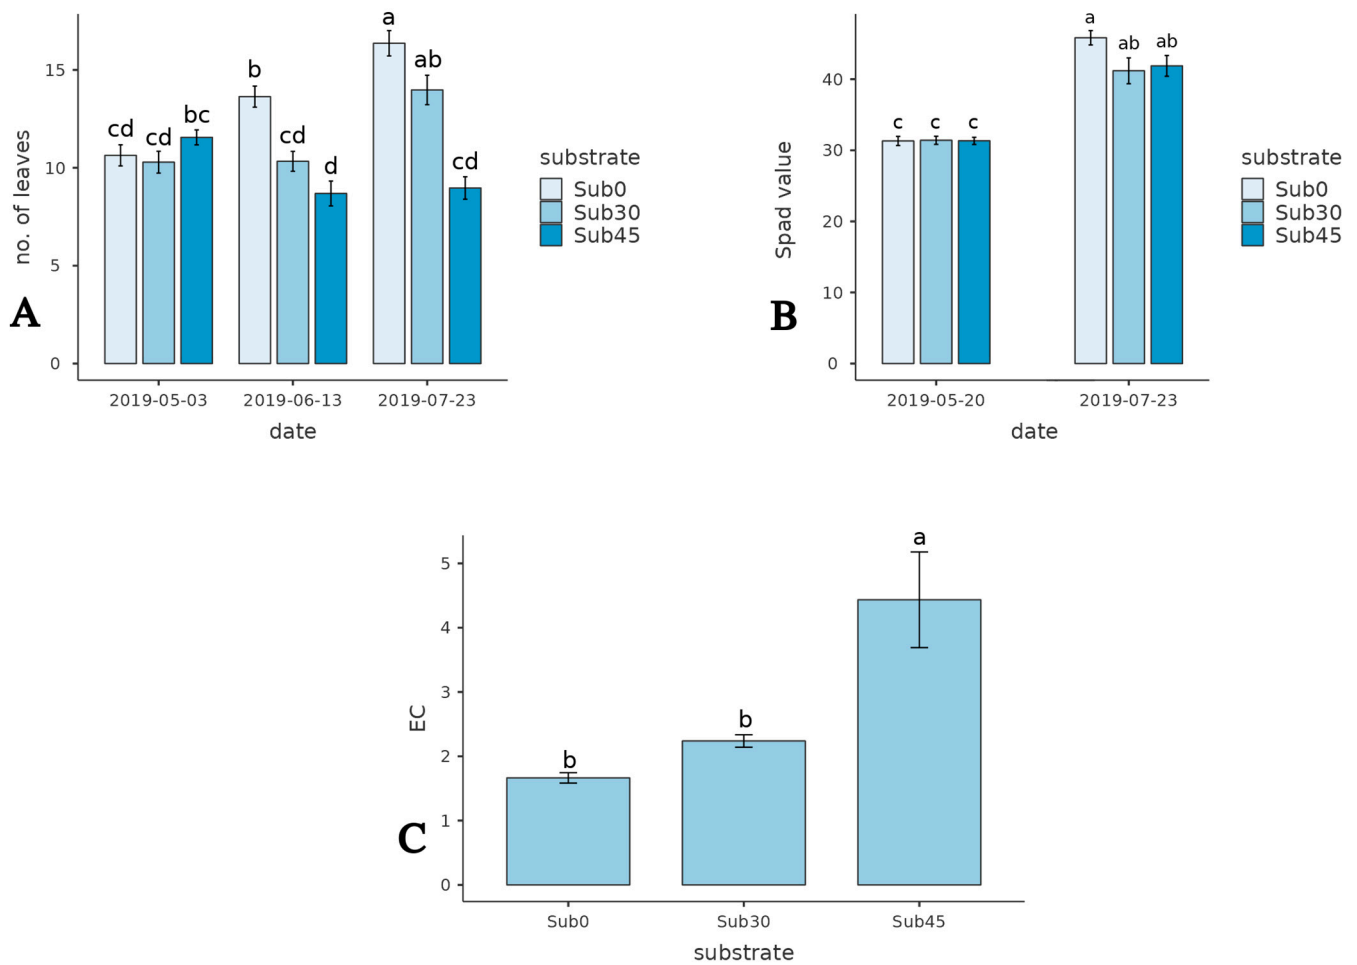 a
b
ab
cd
cd
bc
cd
d
cd
15
10
5
0
no. of leaves
A
2019-05-03
2019-06-13
2019-07-23
date
substrate
Sub0
Sub30
Sub45
a
ab
ab
c
c
c
40
30
20
10
0
Spad value
B
2019-05-20
2019-07-23
date
substrate
Sub0
Sub30
Sub45
a
b
b
5
4
3
2
1
0
EC
C
Sub0
Sub30
Sub45
substrate